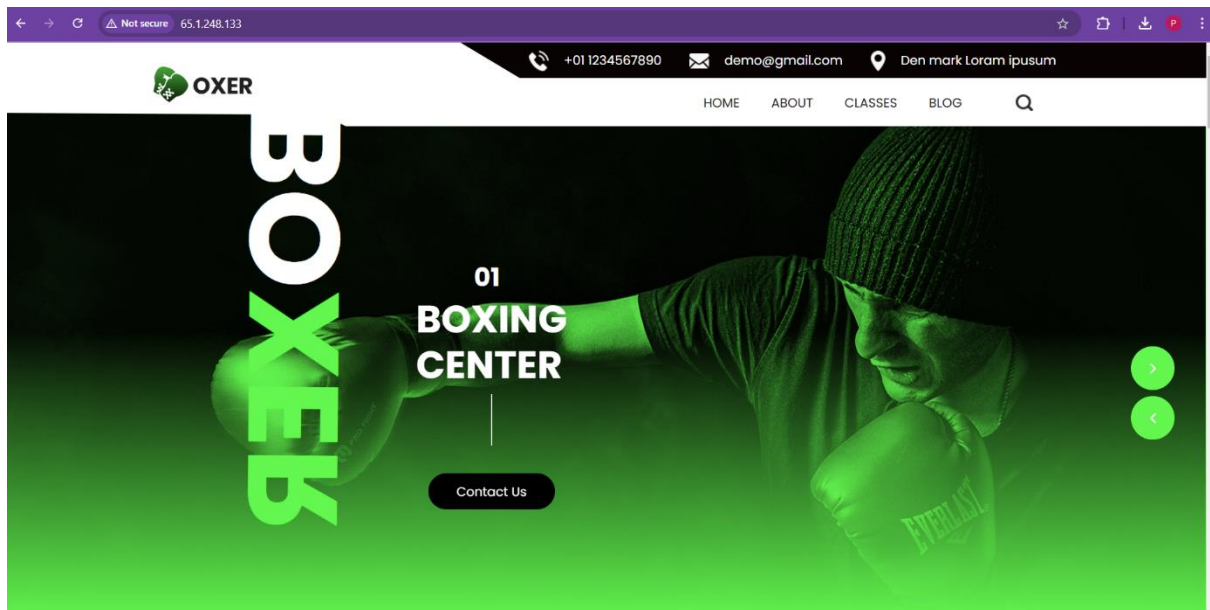 Not secure 65.1.248.133
P
+01 1234567890 demo@gmail.com Den mark Loram ipusum
OXER
HOME ABOUT CLASSES BLOG
BOXER
01
BOXING
CENTER
Contact Us
EVERLAST